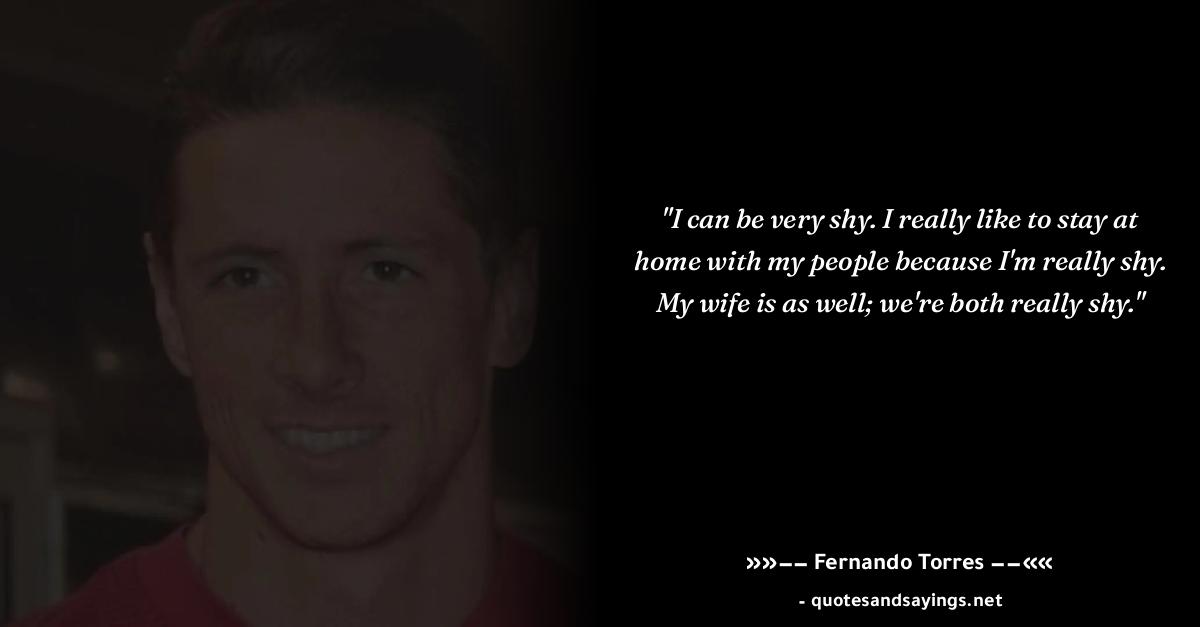 "I can be very shy. I really like to stay at
home with my people because I'm really shy.
My wife is as well; we're both really shy."
»»−− Fernando Torres −−««
- quotesandsayings.net